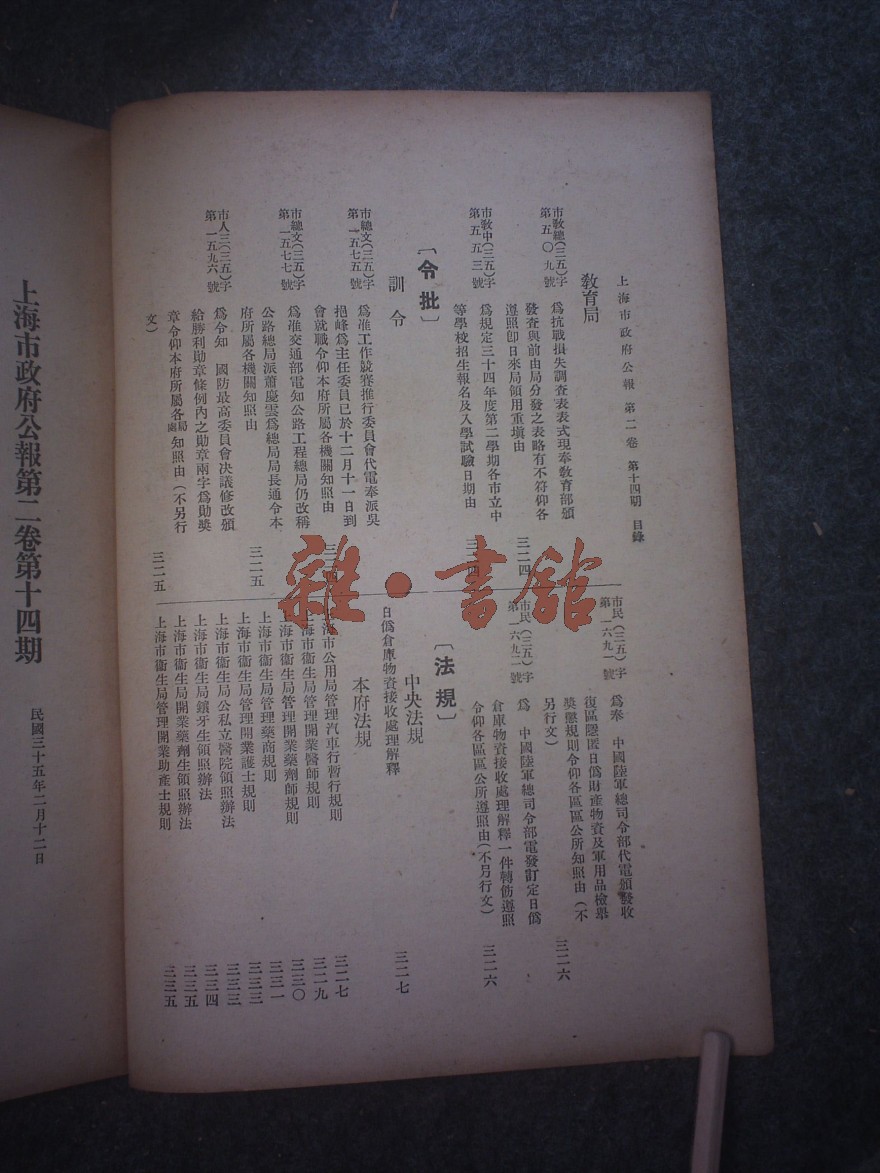 上海市政府公報 第二卷 第十四期 目錄
教育局
市教總(三五)字
第五〇九號
為抗戰損失調查表表式現奉教育部頒
發查與前由局分發之表略有不符仰各
遵照卽日來局領用重塡由
三二四
市教中(三五)字
第五五三號
為規定三十四年度第二學期各市立中
等學校招生報名及入學試驗日期由
〔令批〕
訓令
市總文(三五)字
第一五七五號
為准工作競賽推行委員會代電奉派吳
挹峰為主任委員已於十二月十一日到
會就職令仰本府所屬各機關知照由
市總文(三五)字
第一五七七號
為准交通部電知公路工程總局仍改稱
公路總局派蕭慶雲為總局局長通令本
府所屬各機關知照由
三二五
市人三(三五)字
第一五九六號
為令知 國防最高委員會决議修改頒
給勝利勛章條例內之勛章兩字為勛獎
章令仰本府所屬各局處知照由(不另行
文)
三二五
市民(三五)字
第一六九一號
為奉 中國陸軍總司令部代電頒發收
復區隱匿日僞財產物資及軍用品檢舉
奬懲規則令仰各區區公所知照由(不
另行文)
三二六
市民(三五)字
第一六九二號
為 中國陸軍總司令部電發訂定日僞
倉庫物資接收處理解釋一件轉飭遵照
令仰各區區公所遵照由(不另行文)
三二六
〔法規〕
中央法規
日僞倉庫物資接收處理解釋
三二七
本府法規
上海市公用局管理汽車行暫行規則
三二七
上海市衞生局管理開業醫師規則
三二九
上海市衞生局管理開業藥劑師規則
三三〇
上海市衞生局管理藥商規則
三三一
上海市衞生局管理開業護士規則
三三三
上海市衞生局公私立醫院領照辦法
三三三
上海市衞生局鑲牙生領照辦法
三三四
上海市衞生局開業藥劑生領照辦法
三三五
上海市衞生局管理開業助產士規則
三三五
上海市政府公報第二卷第十四期
民國三十五年二月十二日
雜·書館